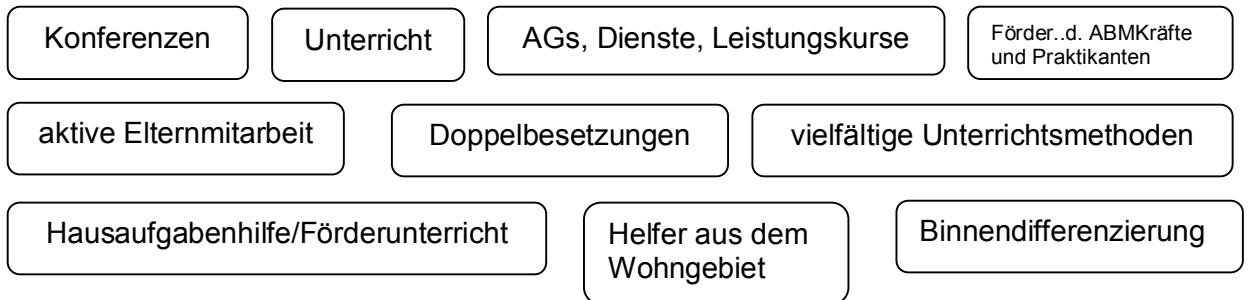 Konferenzen
Unterricht
AGs, Dienste, Leistungskurse
Förder..d. ABMKräfte
und Praktikanten
aktive Elternmitarbeit
Doppelbesetzungen
vielfältige Unterrichtsmethoden
Hausaufgabenhilfe/Förderunterricht
Helfer aus dem
Wohngebiet
Binnendifferenzierung